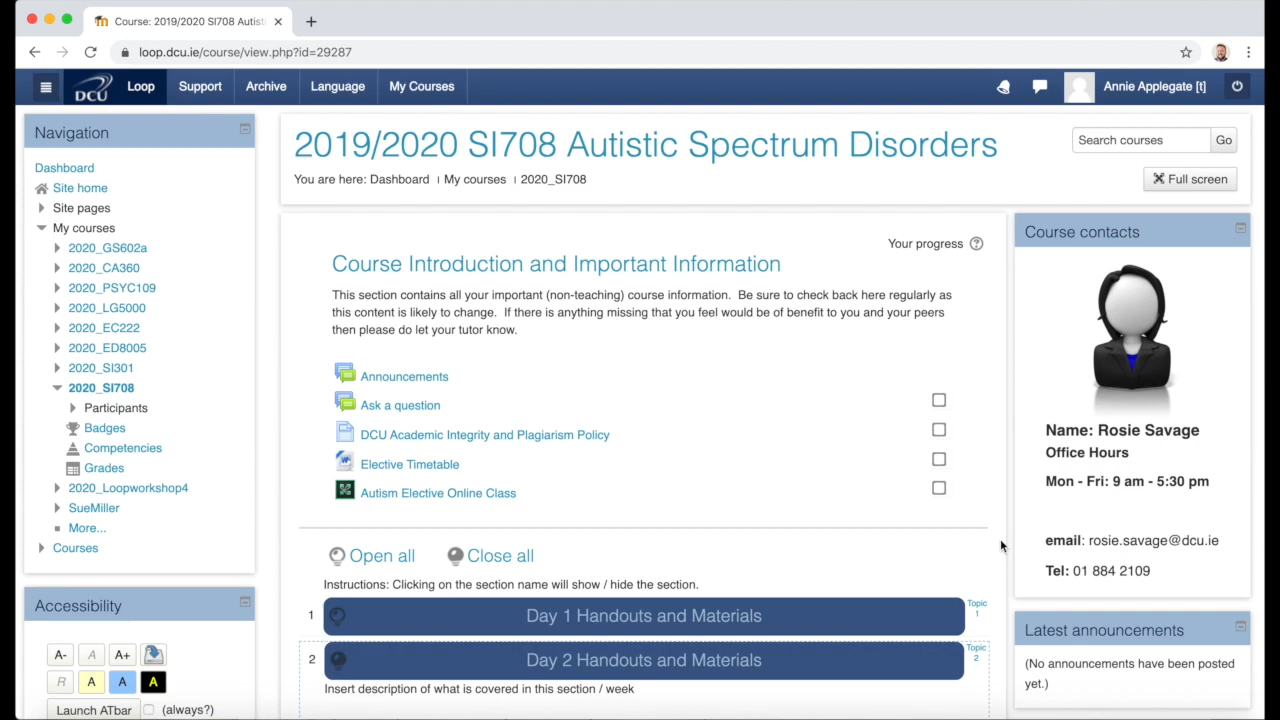 Course: 2019/2020 SI708 Autist
loop.dcu.ie/course/view.php?id=29287
DCU Loop Support Archive Language My Courses Annie Applegate [t]
Navigation
Dashboard
Site home
Site pages
My courses
2020_GS602a
2020_CA360
2020_PSYC109
2020_LG5000
2020_EC222
2020_ED8005
2020_SI301
2020_SI708
Participants
Badges
Competencies
Grades
2020_Loopworkshop4
SueMiller
More...
Courses
Accessibility
A- A A+
R A A A
Launch ATbar (always?)
2019/2020 SI708 Autistic Spectrum Disorders
You are here: Dashboard My courses 2020_SI708
Search courses Go
Full screen
Your progress
Course Introduction and Important Information
This section contains all your important (non-teaching) course information. Be sure to check back here regularly as
this content is likely to change. If there is anything missing that you feel would be of benefit to you and your peers
then please do let your tutor know.
Announcements
Ask a question
DCU Academic Integrity and Plagiarism Policy
Elective Timetable
Autism Elective Online Class
Open all Close all
Instructions: Clicking on the section name will show / hide the section.
1 Day 1 Handouts and Materials Topic
1
2 Day 2 Handouts and Materials Topic
2
Insert description of what is covered in this section / week
Course contacts
Name: Rosie Savage
Office Hours
Mon - Fri: 9 am - 5:30 pm
email: rosie.savage@dcu.ie
Tel: 01 884 2109
Latest announcements
(No announcements have been posted
yet.)